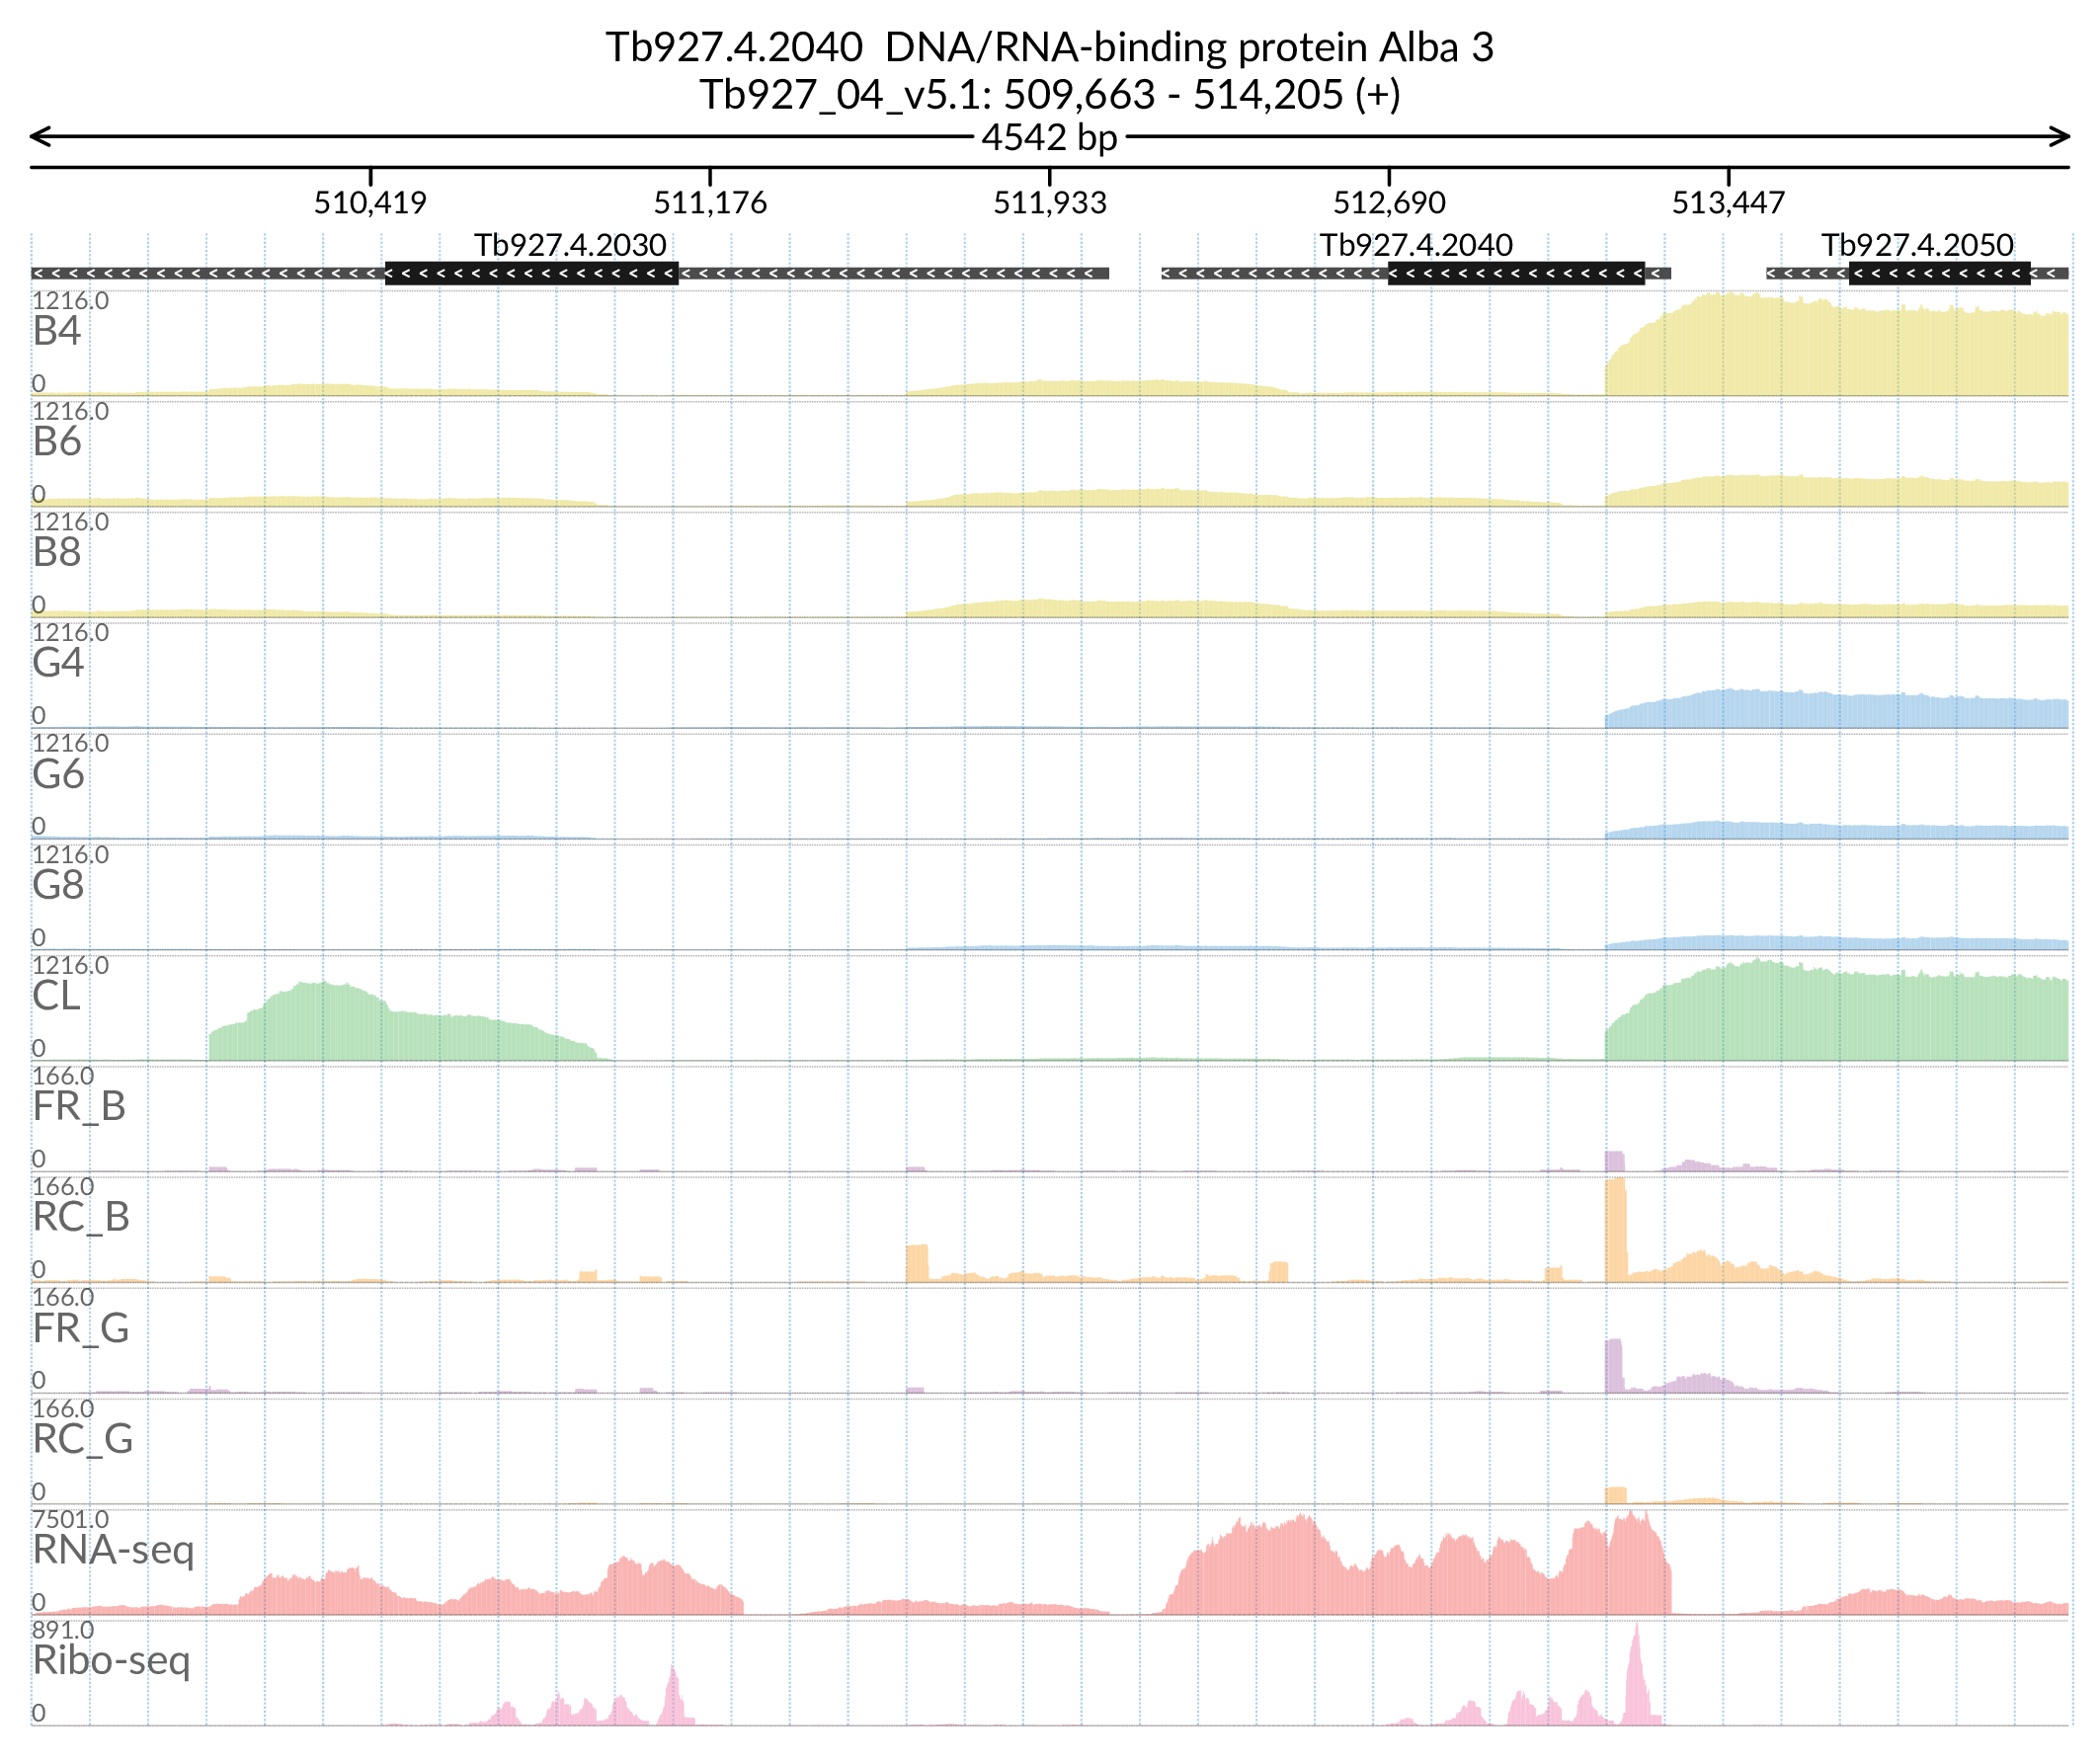 Tb927.4.2040 DNA/RNA-binding protein Alba 3
Tb927_04_v5.1: 509,663 - 514,205 (+)
4542 bp
510,419 511,176 511,933 512,690 513,447
Tb927.4.2030 Tb927.4.2040 Tb927.4.2050
1216.0
B4
0
1216.0
B6
0
1216.0
B8
0
1216.0
G4
0
1216.0
G6
0
1216.0
G8
0
1216.0
CL
0
166.0
FR_B
0
166.0
RC_B
0
166.0
FR_G
0
166.0
RC_G
0
7501.0
RNA-seq
0
891.0
Ribo-seq
0